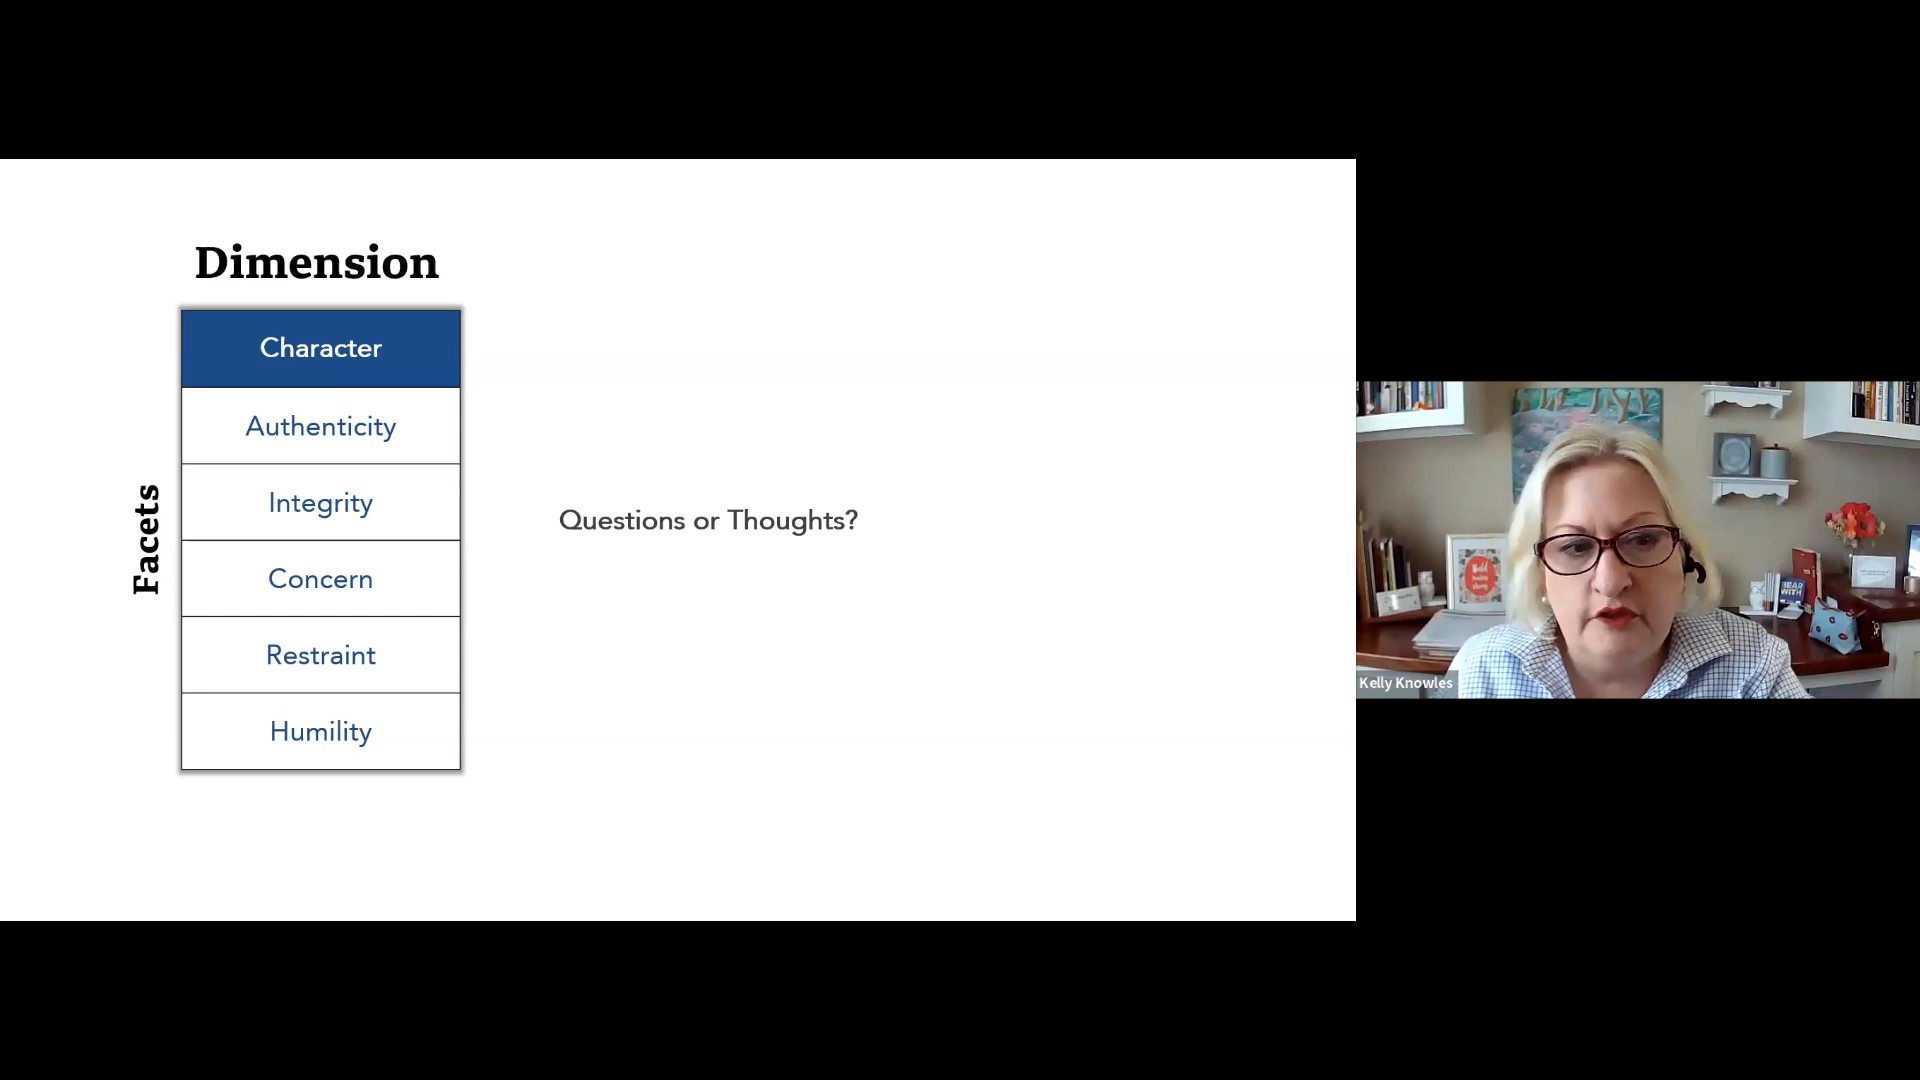 Dimension
Facets
Character
Authenticity
Integrity
Concern
Restraint
Humility
Questions or Thoughts?
Kelly Knowles